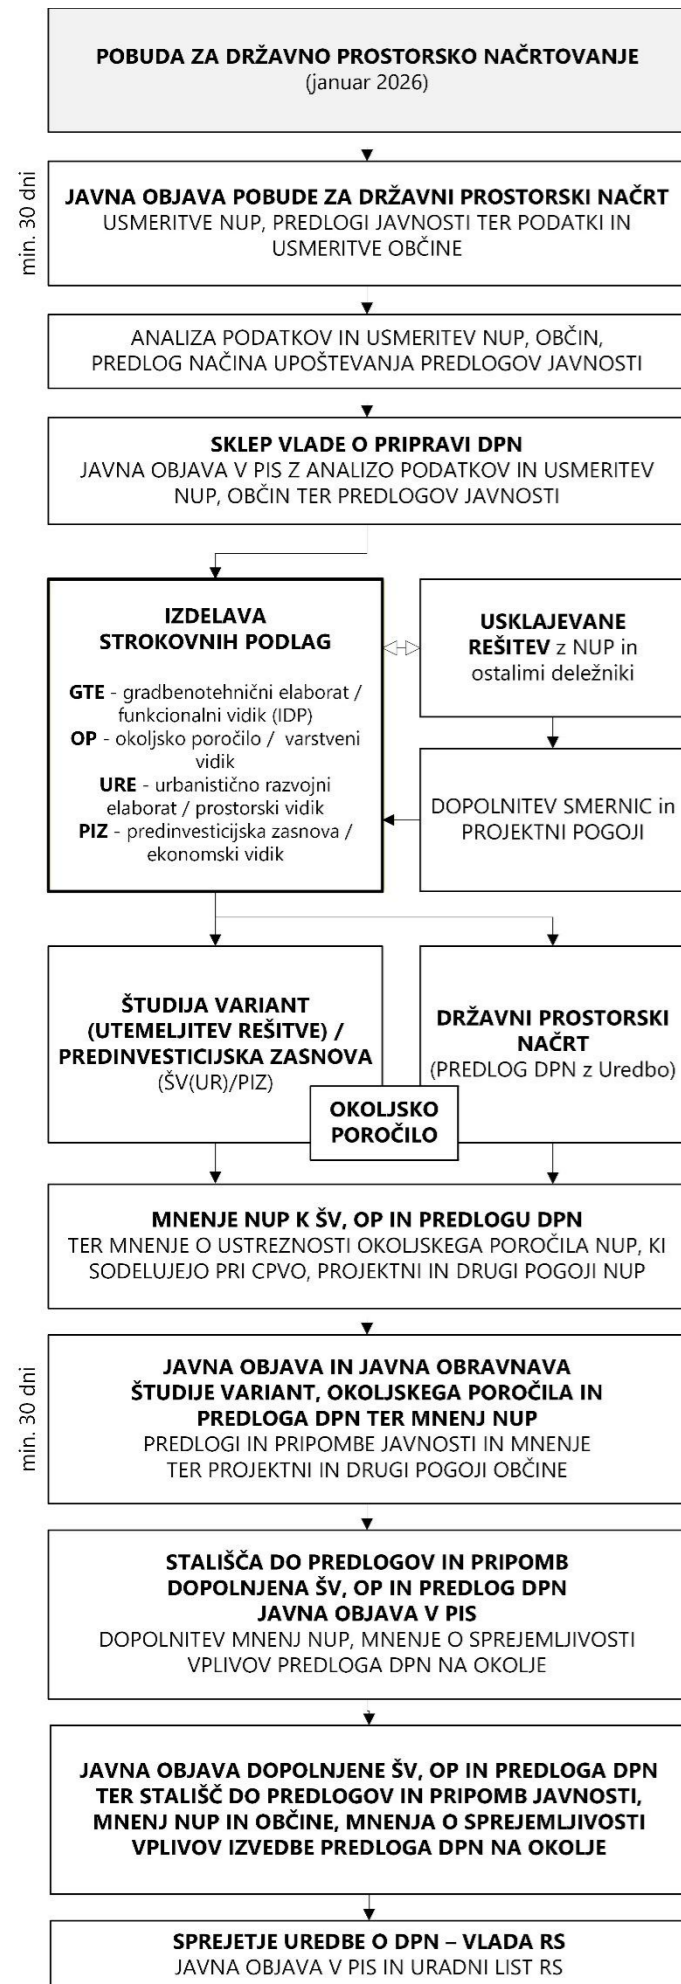 POBUDA ZA DRŽAVNO PROSTORSKO NAČRTOVANJE
(januar 2026)
min. 30 dni
JAVNA OBJAVA POBUDE ZA DRŽAVNI PROSTORSKI NAČRT
USMERITVE NUP, PREDLOGI JAVNOSTI TER PODATKI IN
USMERITVE OBČINE
ANALIZA PODATKOV IN USMERITEV NUP, OBČIN,
PREDLOG NAČINA UPOŠTEVANJA PREDLOGOV JAVNOSTI
SKLEP VLADE O PRIPRAVI DPN
JAVNA OBJAVA V PIS Z ANALIZO PODATKOV IN USMERITEV
NUP, OBČIN TER PREDLOGOV JAVNOSTI
IZDELAVA
STROKOVNIH PODLAG
GTE - gradbenotehnični elaborat /
funkcionalni vidik (IDP)
OP - okoljsko poročilo / varstveni
vidik
URE - urbanistično razvojni
elaborat / prostorski vidik
PIZ - predinvesticijska zasnova /
ekonomski vidik
USKLAJEVANE
REŠITEV z NUP in
ostalimi deležniki
DOPOLNITEV SMERNIC in
PROJEKTNI POGOJI
ŠTUDIJA VARIANT
(UTEMELJITEV REŠITVE) /
PREDINVESTICIJSKA ZASNOVA
(ŠV(UR)/PIZ)
DRŽAVNI PROSTORSKI
NAČRT
(PREDLOG DPN z Uredbo)
OKOLJSKO
POROČILO
MNENJE NUP K ŠV, OP IN PREDLOGU DPN
TER MNENJE O USTREZNOSTI OKOLJSKEGA POROČILA NUP, KI
SODELUJEJO PRI CPVO, PROJEKTNI IN DRUGI POGOJI NUP
min. 30 dni
JAVNA OBJAVA IN JAVNA OBRAVNAVA
ŠTUDIJE VARIANT, OKOLJSKEGA POROČILA IN
PREDLOGA DPN TER MNENJ NUP
PREDLOGI IN PRIPOMBE JAVNOSTI IN MNENJE
TER PROJEKTNI IN DRUGI POGOJI OBČINE
STALIŠČA DO PREDLOGOV IN PRIPOMB
DOPOLNJENA ŠV, OP IN PREDLOG DPN
JAVNA OBJAVA V PIS
DOPOLNITEV MNENJ NUP, MNENJE O SPREJEMLJIVOSTI
VPLIVOV PREDLOGA DPN NA OKOLJE
JAVNA OBJAVA DOPOLNJENE ŠV, OP IN PREDLOGA DPN
TER STALIŠČ DO PREDLOGOV IN PRIPOMB JAVNOSTI,
MNENJ NUP IN OBČINE, MNENJA O SPREJEMLJIVOSTI
VPLIVOV IZVEDBE PREDLOGA DPN NA OKOLJE
SPREJETJE UREDBE O DPN – VLADA RS
JAVNA OBJAVA V PIS IN URADNI LIST RS